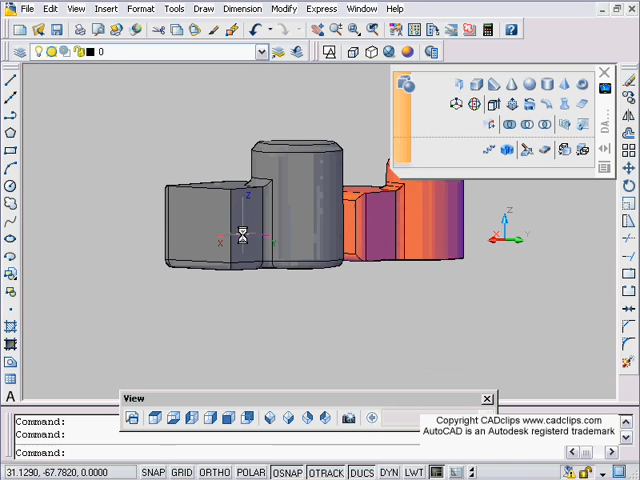 File Edit View Insert Format Tools Draw Dimension Modify Express Window Help
0
DA...
Z
X
Z
X Y
View
Copyright CADclips www.cadclips.com
AutoCAD is an Autodesk registerd trademark
Command:
Command:
Command:
31.1290, -67.7820, 0.0000 SNAP GRID ORTHO POLAR OSNAP OTRACK DUCS DYN LWT
A